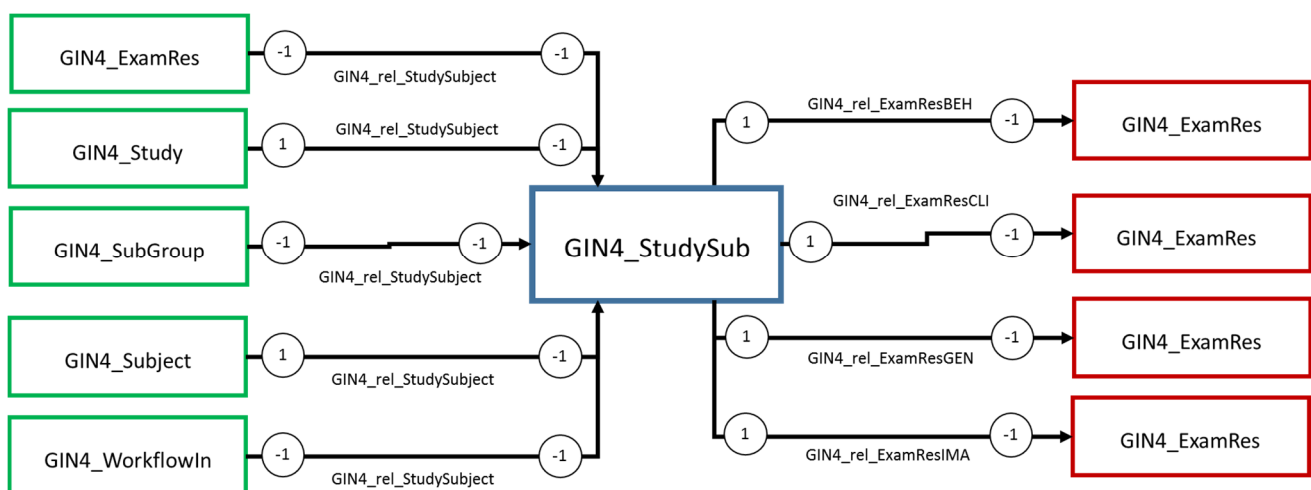 GIN4_ExamRes
-1
-1
GIN4_rel_StudySubject
GIN4_Study
1
-1
GIN4_rel_StudySubject
GIN4_SubGroup
-1
-1
GIN4_rel_StudySubject
GIN4_Subject
1
-1
GIN4_rel_StudySubject
GIN4_WorkflowIn
-1
-1
GIN4_rel_StudySubject
GIN4_StudySub
GIN4_rel_ExamResBEH
1
-1
GIN4_ExamRes
GIN4_rel_ExamResCLI
1
-1
GIN4_ExamRes
1
-1
GIN4_rel_ExamResGEN
GIN4_ExamRes
1
-1
GIN4_rel_ExamResIMA
GIN4_ExamRes